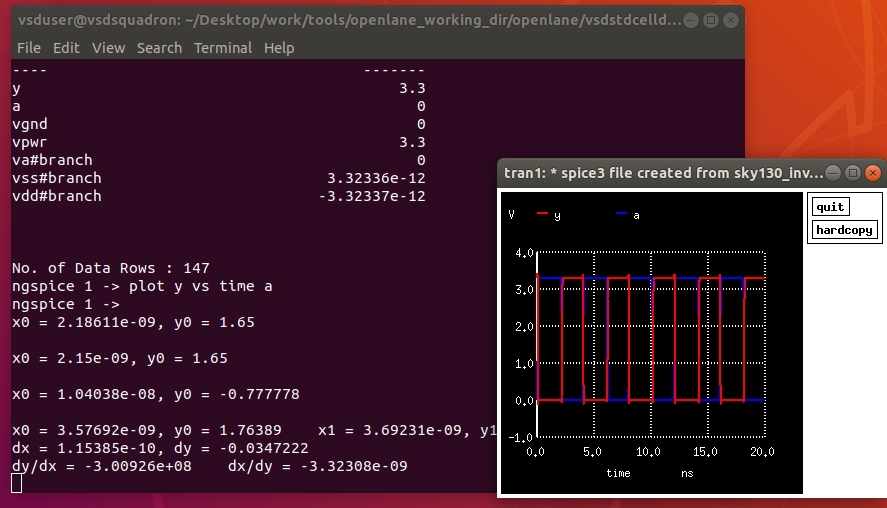 vsduser@vsdsquadron: ~/Desktop/work/tools/openlane_working_dir/openlane/vsdstdcelld...
File Edit View Search Terminal Help
---- -------
y 3.3
a 0
vgnd 0
vpwr 3.3
va#branch 0
vss#branch 3.32336e-12
vdd#branch -3.32337e-12
No. of Data Rows : 147
ngspice 1 -> plot y vs time a
ngspice 1 ->
x0 = 2.18611e-09, y0 = 1.65
x0 = 2.15e-09, y0 = 1.65
x0 = 1.04038e-08, y0 = -0.777778
x0 = 3.57692e-09, y0 = 1.76389 x1 = 3.69231e-09, y1
dx = 1.15385e-10, dy = -0.0347222
dy/dx = -3.00926e+08 dx/dy = -3.32308e-09
tran1: * spice3 file created from sky130_inv...
V y a
quit
hardcopy
4.0
3.0
2.0
1.0
0.0
-1.0
0.0 5.0 10.0 15.0 20.0
time ns